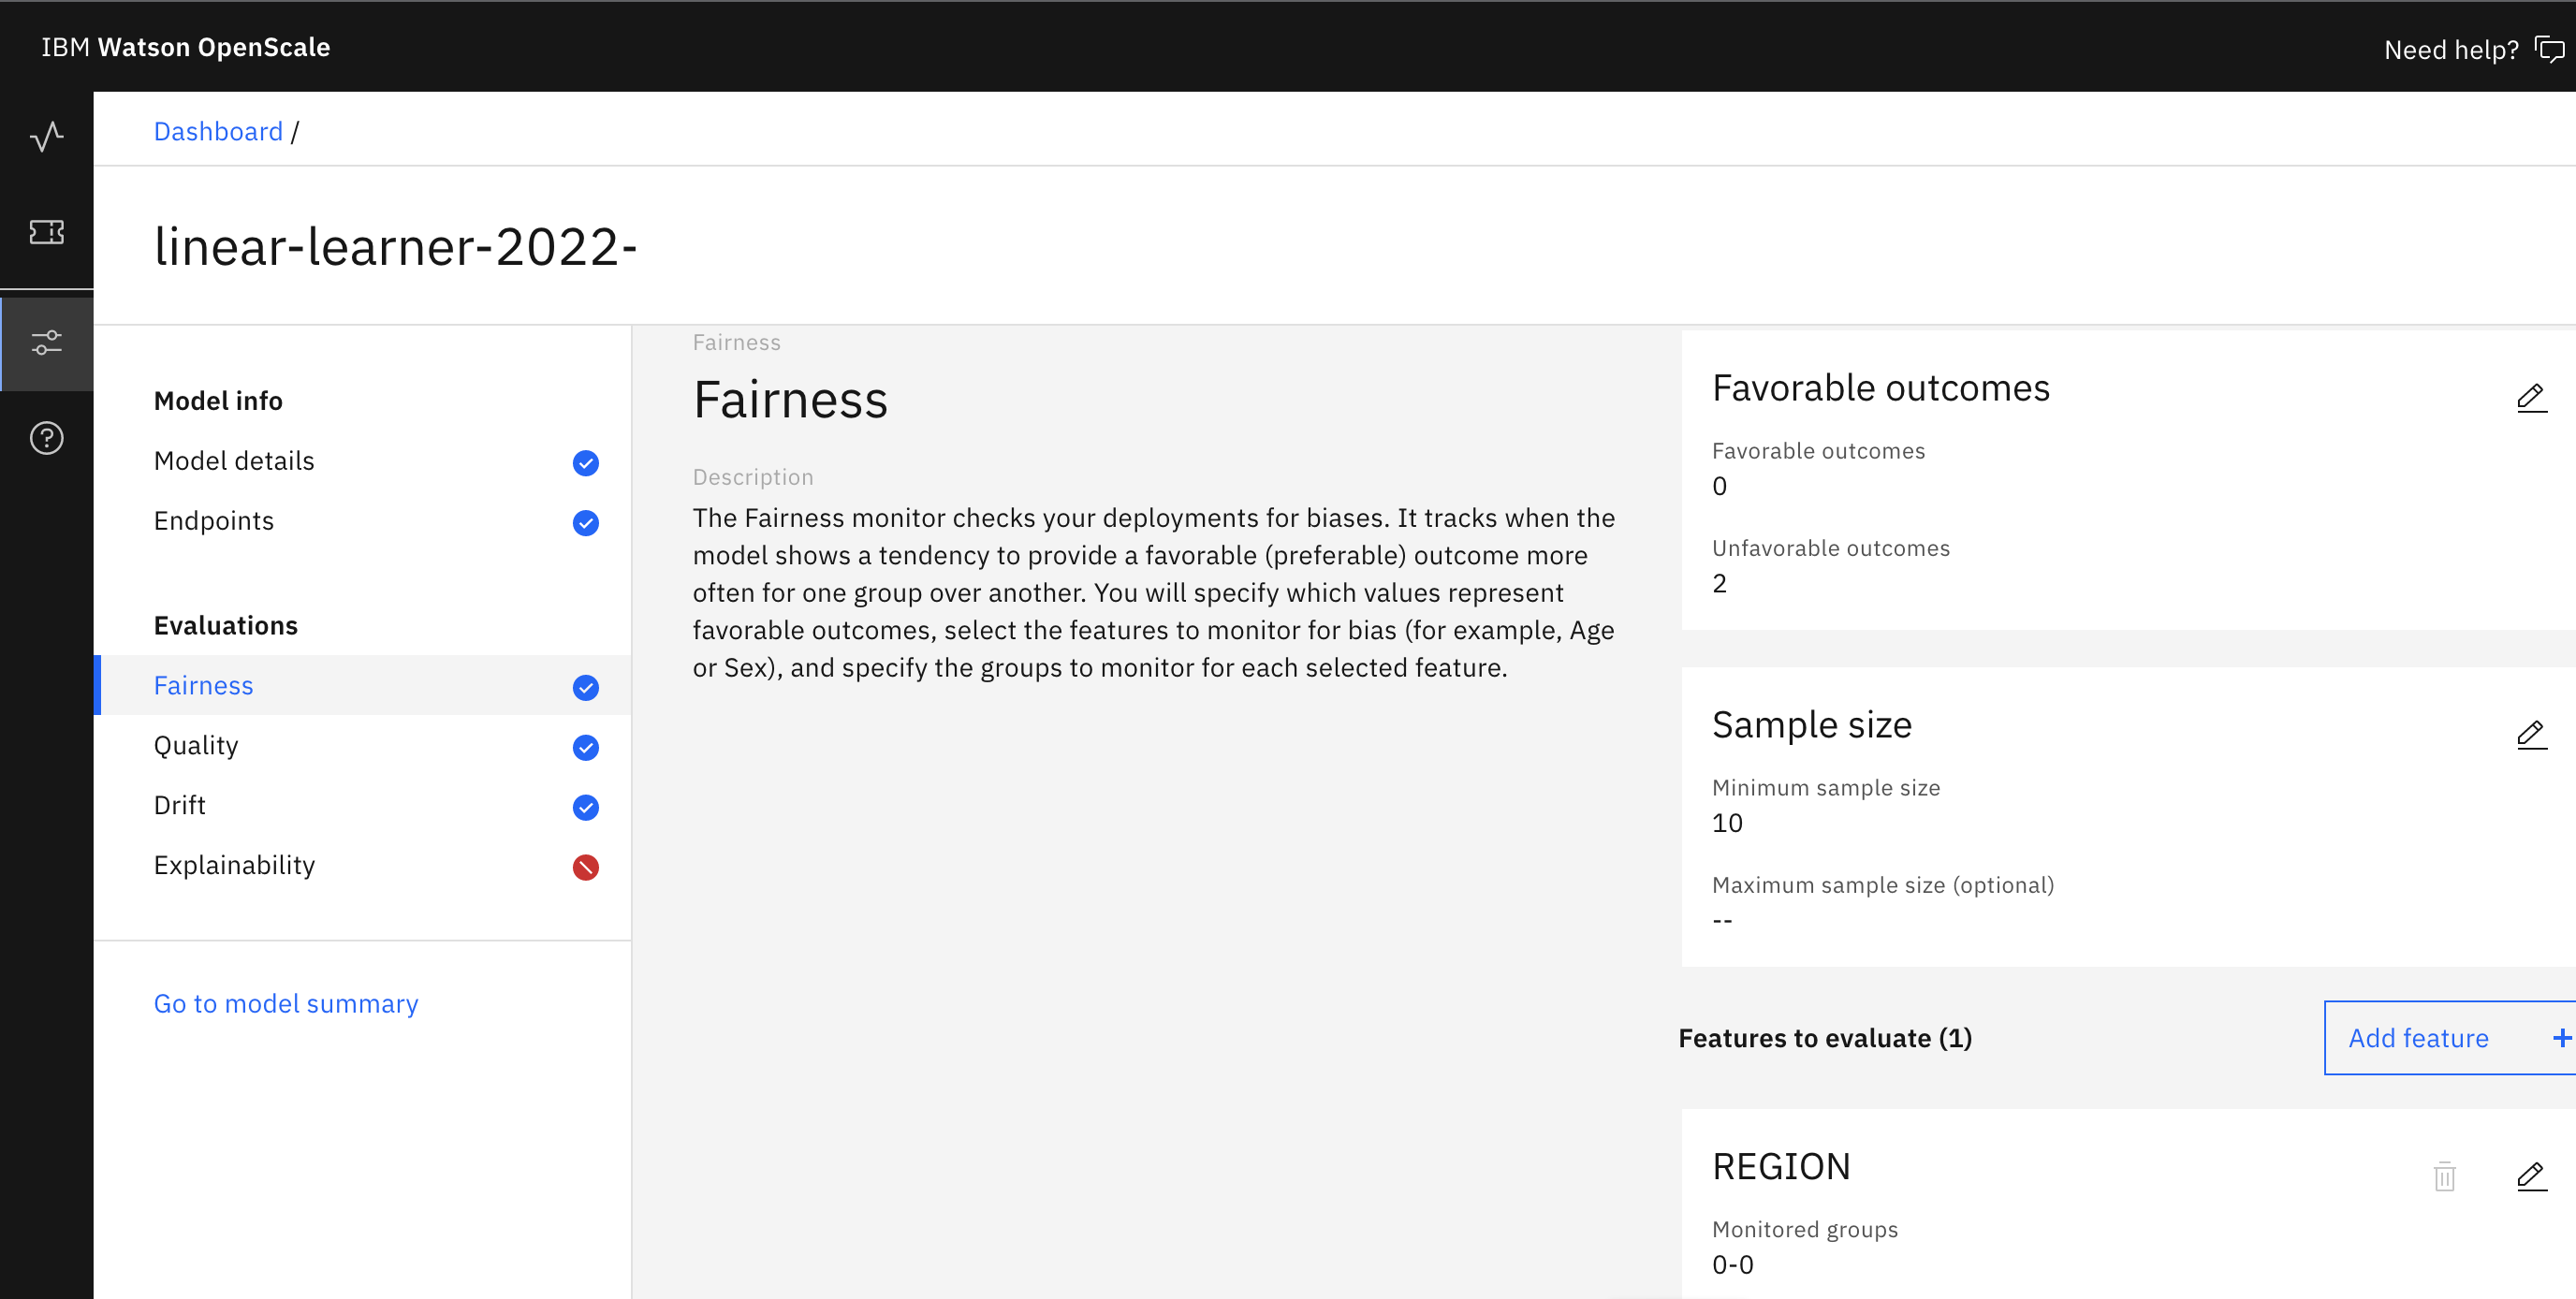 IBM Watson OpenScale
Need help?
Dashboard /
linear-learner-2022-
Model info
Model details
Endpoints
Evaluations
Fairness
Quality
Drift
Explainability
Go to model summary
Fairness
Fairness
Description
The Fairness monitor checks your deployments for biases. It tracks when the
model shows a tendency to provide a favorable (preferable) outcome more
often for one group over another. You will specify which values represent
favorable outcomes, select the features to monitor for bias (for example, Age
or Sex), and specify the groups to monitor for each selected feature.
Favorable outcomes
Favorable outcomes
0
Unfavorable outcomes
2
Sample size
Minimum sample size
10
Maximum sample size (optional)
--
Features to evaluate (1)
Add feature +
REGION
Monitored groups
0-0